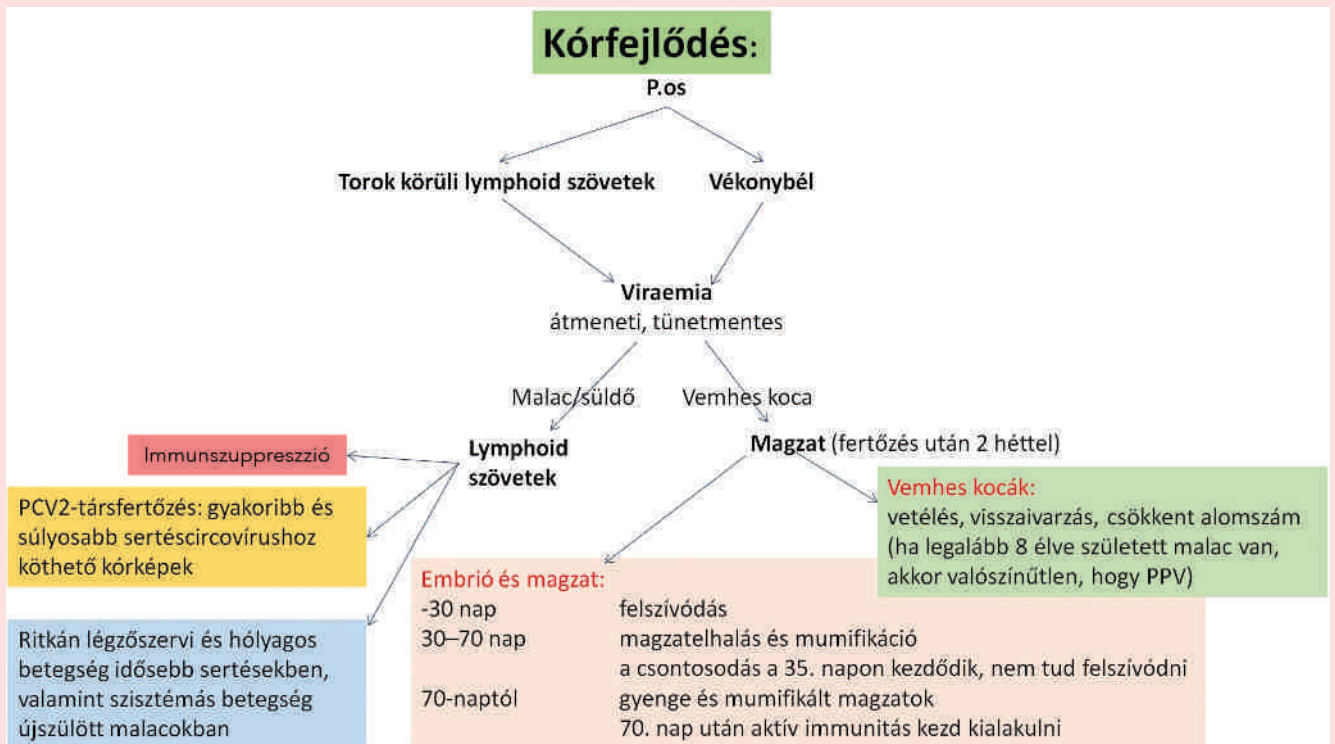 Kórfejlődés:
P.os
Torok körüli lymphoid szövetek
Vékonybél
Viraemia
átmeneti, tünetmentes
Malac/süldő
Vemhes koca
Lymphoid
szövetek
Magzat (fertőzés után 2 héttel)
Immunszuppreszzió
PCV2-társfertőzés: gyakoribb és
súlyosabb sertéscircovírushoz
köthető kórképek
Ritkán légzőszervi és hólyagos
betegség idősebb sertésekben,
valamint szisztémás betegség
újszülött malacokban
Vemhes kocák:
vetélés, visszaivarzás, csökkent alomszám
(ha legalább 8 élve született malac van,
akkor valószínűtlen, hogy PPV)
Embrió és magzat:
-30 nap felszívódás
30–70 nap magzatelhalás és mumifikáció
a csontosodás a 35. napon kezdődik, nem tud felszívódni
70-naptól gyenge és mumifikált magzatok
70. nap után aktív immunitás kezd kialakulni